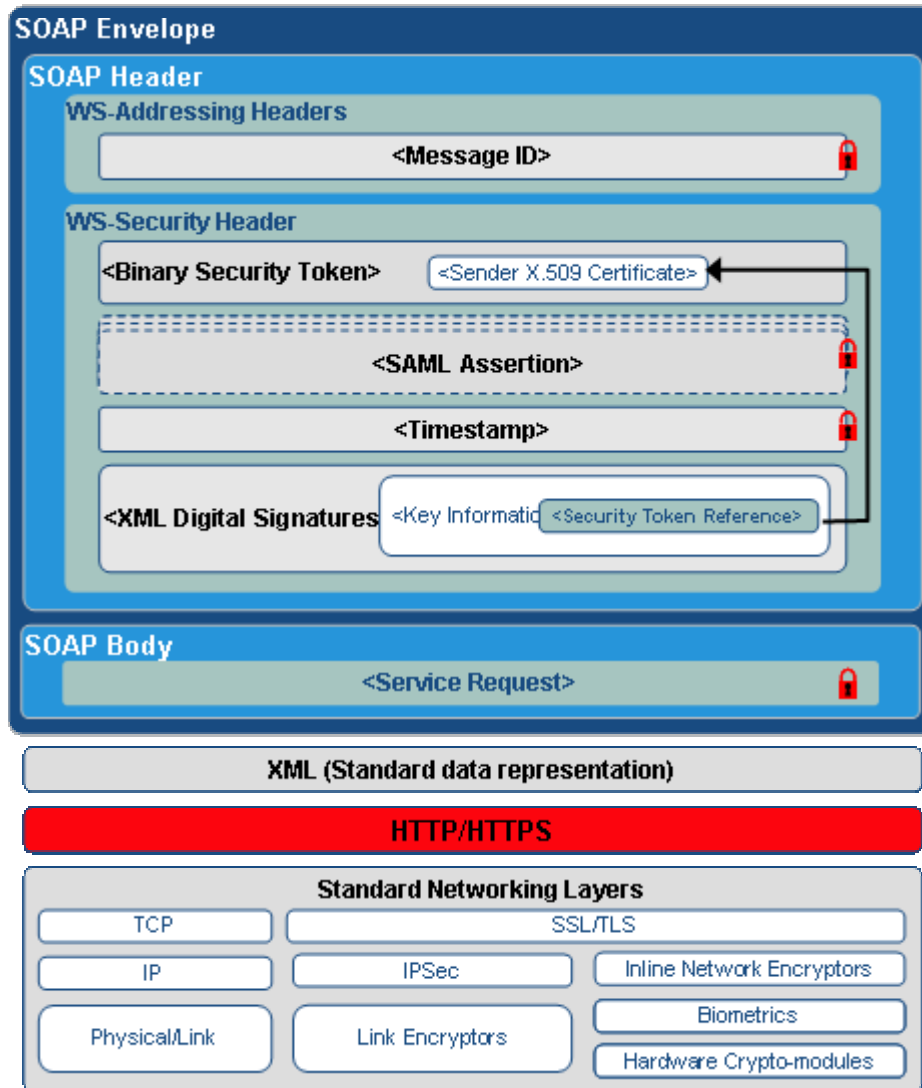 SOAP Envelope
SOAP Header
WS-Addressing Headers
<Message ID>
WS-Security Header
<Binary Security Token>
<Sender X.509 Certificate>
<SAML Assertion>
<Timestamp>
<XML Digital Signatures
<Key Informatio
<Security Token Reference>
SOAP Body
<Service Request>
XML (Standard data representation)
HTTP/HTTPS
Standard Networking Layers
TCP
SSL/TLS
IP
IPSec
Inline Network Encryptors
Physical/Link
Link Encryptors
Biometrics
Hardware Crypto-modules